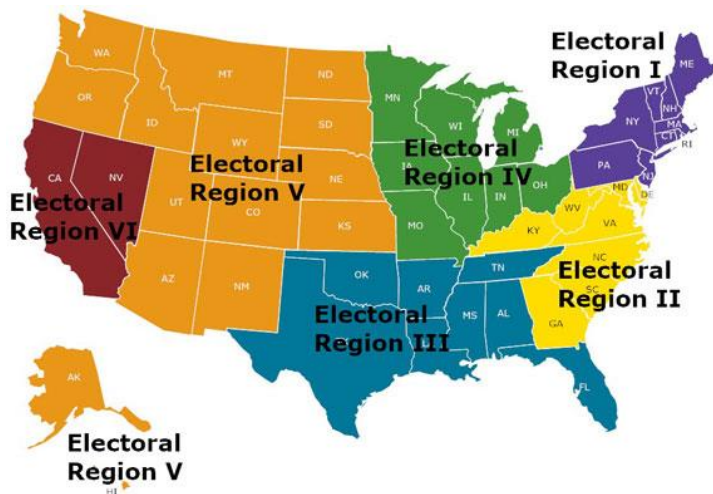 Electoral
Region I
WA
MT
ND
MN
ME
VT
NH
OR
ID
SD
WI
MI
NY
MA
CT
RI
WY
Electoral
Region V
NE
IA
Electoral
Region IV
PA
NJ
CA
NV
UT
CO
KS
MO
IL
IN
OH
MD
DE
WV
VA
KY
Electoral
Region VI
AZ
NM
OK
AR
TN
NC
SC
Electoral
Region II
MS
AL
GA
Electoral
Region III
FL
AK
Electoral
Region V
HI